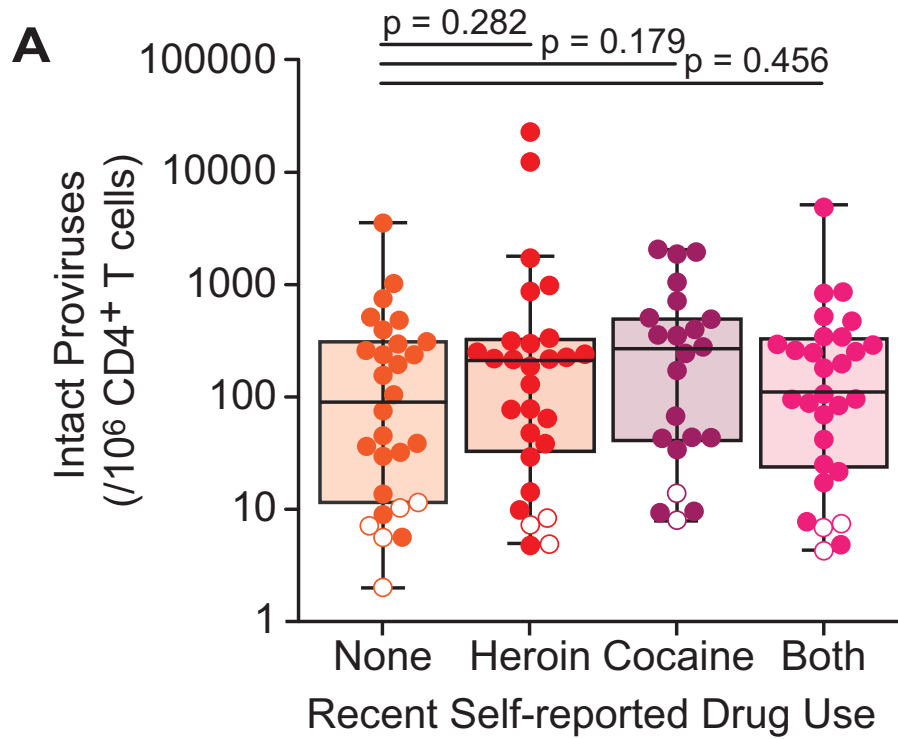 A
p = 0.282
p = 0.179
p = 0.456
100000
10000
1000
100
10
1
Intact Proviruses
(/10⁶ CD4⁺ T cells)
None Heroin Cocaine Both
Recent Self-reported Drug Use